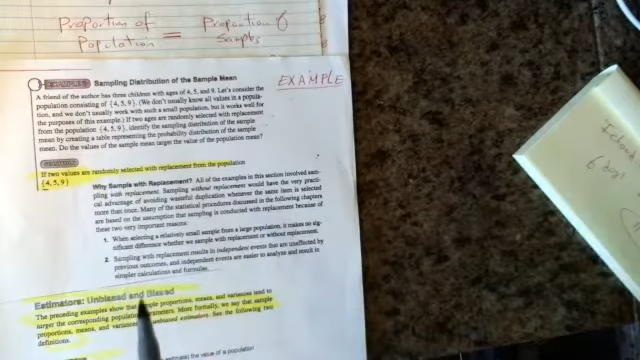 Proportion of
Population = Proportion of
Samples
EXAMPLE
Sampling Distribution of the Sample Mean
A friend of the author has three children with ages of 4, 5, and 9. Let's consider the
population consisting of {4, 5, 9}. (We don't usually know all values in a popula-
tion, and we don't usually work with such a small population, but it works well for
the purposes of this example.) If two ages are randomly selected with replacement
from the population {4, 5, 9}, identify the sampling distribution of the sample
mean by creating a table representing the probability distribution of the sample
mean. Do the values of the sample mean target the value of the population mean?
If two values are randomly selected with replacement from the population
{4, 5, 9}
Why Sample with Replacement? All of the examples in this section involved sam-
pling with replacement. Sampling without replacement would have the very practi-
cal advantage of avoiding wasteful duplication whenever the same item is selected
more than once. Many of the statistical procedures discussed in the following chapters
are based on the assumption that sampling is conducted with replacement because of
these two very important reasons:
1. When selecting a relatively small sample from a large population, it makes no sig-
nificant difference whether we sample with replacement or without replacement.
2. Sampling with replacement results in independent events that are unaffected by
previous outcomes, and independent events are easier to analyze and result in
simpler calculations and formulas.
Estimators: Unbiased and Biased
The preceding examples show that sample proportions, means, and variances tend to
target the corresponding population parameters. More formally, we say that sample
proportions, means, and variances unbiased estimators. See the following two
definitions.
the value of a population
6